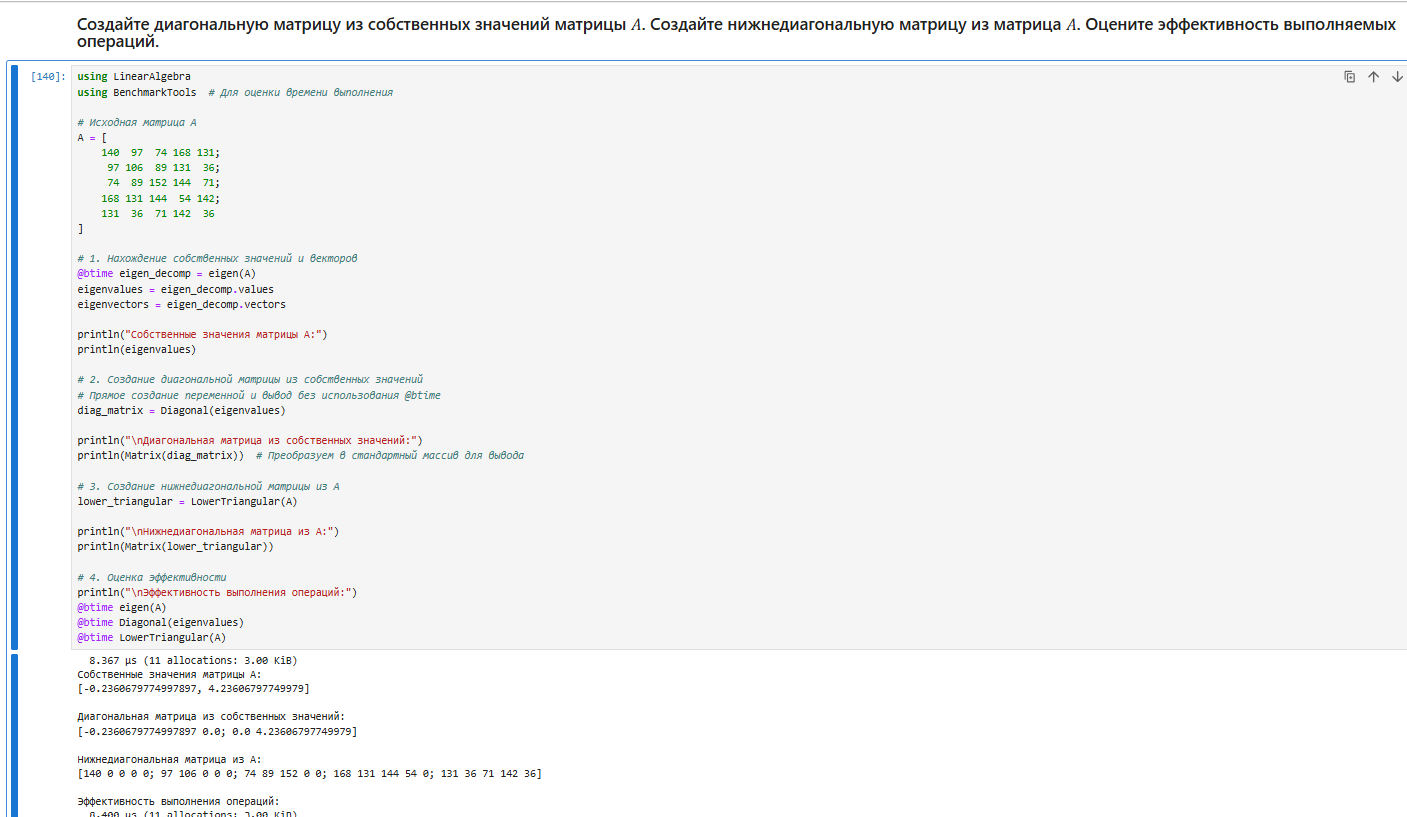 Создайте диагональную матрицу из собственных значений матрицы A. Создайте нижнедиагональную матрицу из матрица A. Оцените эффективность выполняемых
операций.
[140]:
using LinearAlgebra
using BenchmarkTools  # Для оценки времени выполнения
# Исходная матрица A
A = [
140  97  74 168 131;
97 106  89 131  36;
74  89 152 144  71;
168 131 144  54 142;
131  36  71 142  36
]
# 1. Нахождение собственных значений и векторов
@btime eigen_decomp = eigen(A)
eigenvalues = eigen_decomp.values
eigenvectors = eigen_decomp.vectors
println("Собственные значения матрицы A:")
println(eigenvalues)
# 2. Создание диагональной матрицы из собственных значений
# Прямое создание переменной и вывод без использования @btime
diag_matrix = Diagonal(eigenvalues)
println("\nДиагональная матрица из собственных значений:")
println(Matrix(diag_matrix))  # Преобразуем в стандартный массив для вывода
# 3. Создание нижнедиагональной матрицы из A
lower_triangular = LowerTriangular(A)
println("\nНижнедиагональная матрица из A:")
println(Matrix(lower_triangular))
# 4. Оценка эффективности
println("\nЭффективность выполнения операций:")
@btime eigen(A)
@btime Diagonal(eigenvalues)
@btime LowerTriangular(A)
8.367 μs (11 allocations: 3.00 KiB)
Собственные значения матрицы A:
[-0.2360679774997897, 4.23606797749979]
Диагональная матрица из собственных значений:
[-0.2360679774997897 0.0; 0.0 4.23606797749979]
Нижнедиагональная матрица из A:
[140 0 0 0 0; 97 106 0 0 0; 74 89 152 0 0; 168 131 144 54 0; 131 36 71 142 36]
Эффективность выполнения операций:
8.400 μs (11 allocations: 3.00 KiB)